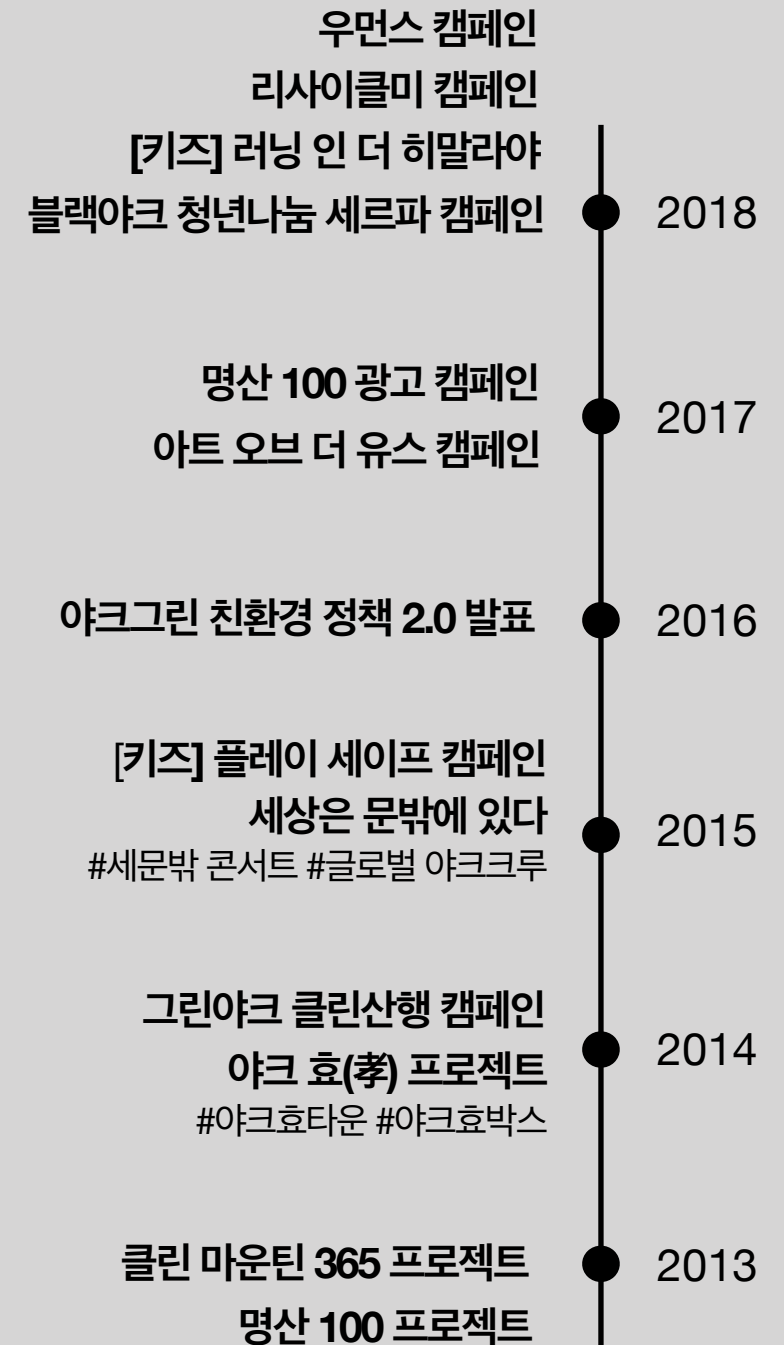 우먼스 캠페인
리사이클미 캠페인
[키즈] 러닝 인 더 히말라야
블랙야크 청년나눔 세르파 캠페인
2018
명산 100 광고 캠페인
아트 오브 더 유스 캠페인
2017
야크그린 친환경 정책 2.0 발표
2016
[키즈] 플레이 세이프 캠페인
세상은 문밖에 있다
#세문밖 콘서트 #글로벌 야크크루
2015
그린야크 클린산행 캠페인
야크 효(孝) 프로젝트
#야크효타운 #야크효박스
2014
클린 마운틴 365 프로젝트
명산 100 프로젝트
2013